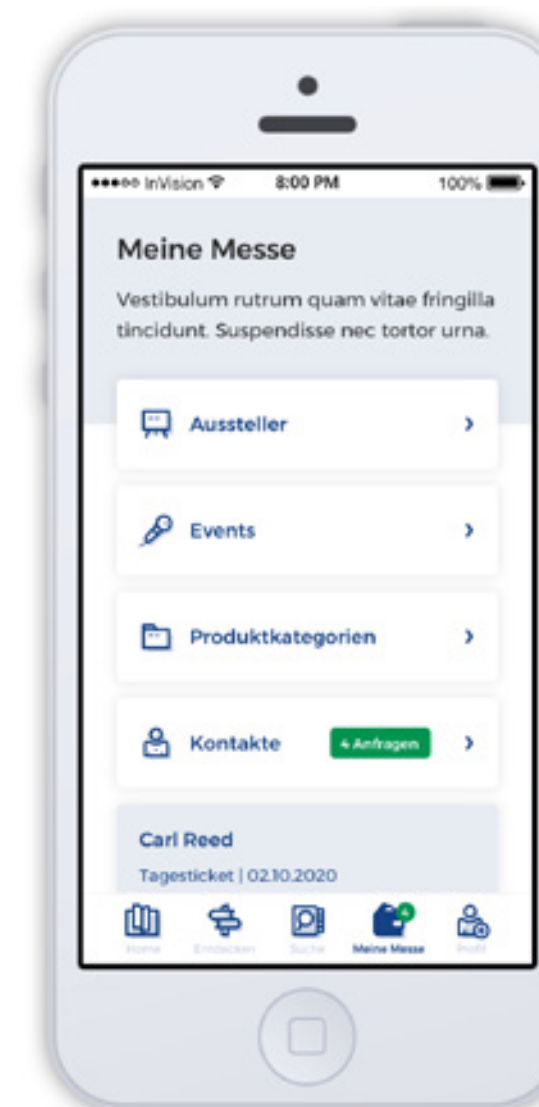 InVision 8:00 PM 100%
Meine Messe
Vestibulum rutrum quam vitae fringilla
tincidunt. Suspendisse nec tortor urna.
Aussteller
Events
Produktkategorien
Kontakte 4 Anfragen
Carl Reed
Tagesticket | 02.10.2020
4
Home Entdecken Suche Meine Messe Profil